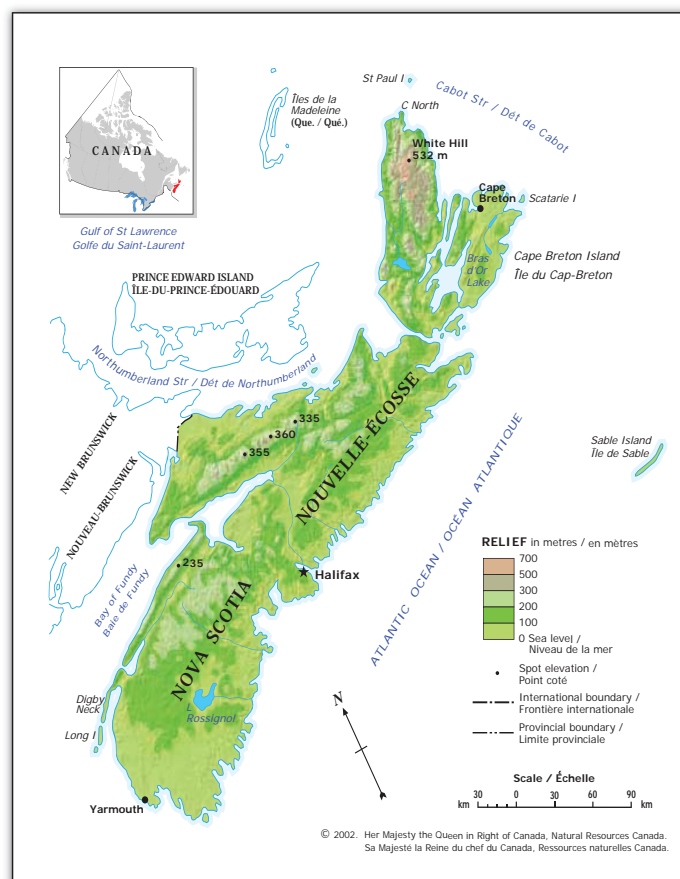 St Paul I
Cabot Str / Dét de Cabot
Îles de la
Madeleine
(Que. / Qué.)
C North
CANADA
White Hill
532 m
Cape
Breton
Scatarie I
Gulf of St Lawrence
Golfe du Saint-Laurent
Bras
d'Or
Lake
Cape Breton Island
Île du Cap-Breton
PRINCE EDWARD ISLAND
ÎLE-DU-PRINCE-ÉDOUARD
Northumberland Str / Dét de Northumberland
335
360
355
NOUVELLE-ÉCOSSE
NEW BRUNSWICK
NOUVEAU-BRUNSWICK
Sable Island
Île de Sable
ATLANTIC OCEAN / OCÉAN ATLANTIQUE
235
Halifax
Bay of Fundy
Baie de Fundy
NOVA SCOTIA
RELIEF in metres / en mètres
700
500
300
200
100
0 Sea level /
Niveau de la mer
Spot elevation /
Point coté
International boundary /
Frontière internationale
Provincial boundary /
Limite provinciale
Digby
Neck
Long I
L
Rossignol
N
Yarmouth
Scale / Échelle
30 0 30 60 90
km km
© 2002. Her Majesty the Queen in Right of Canada, Natural Resources Canada.
Sa Majesté la Reine du chef du Canada, Ressources naturelles Canada.